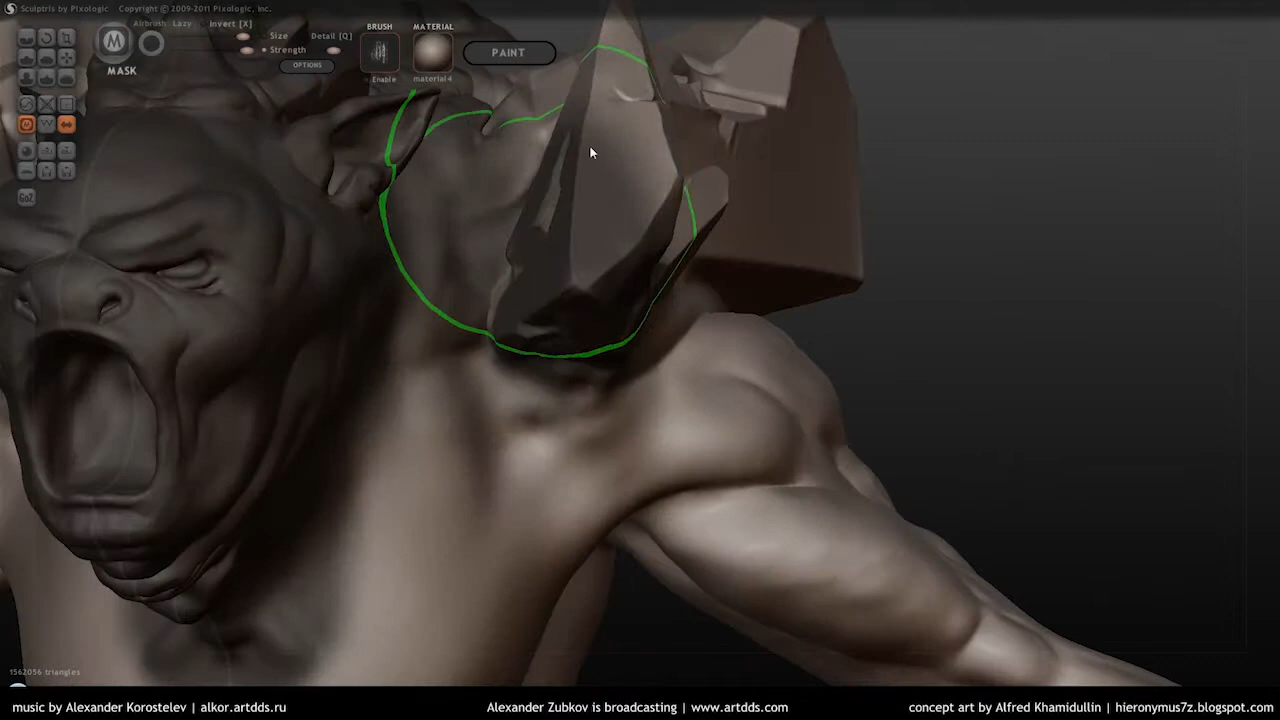 Sculptris by Pixologic Copyright © 2009-2011 Pixologic, Inc.
Airbrush Lazy Invert [X]
BRUSH
MATERIAL
Size Detail [Q]
Strength
M
PAINT
OPTIONS
MASK
Enable
material4
GoZ
1562056 triangles
music by Alexander Korostelev | alkor.artdds.ru
Alexander Zubkov is broadcasting | www.artdds.com
concept art by Alfred Khamidullin | hieronymus7z.blogspot.com